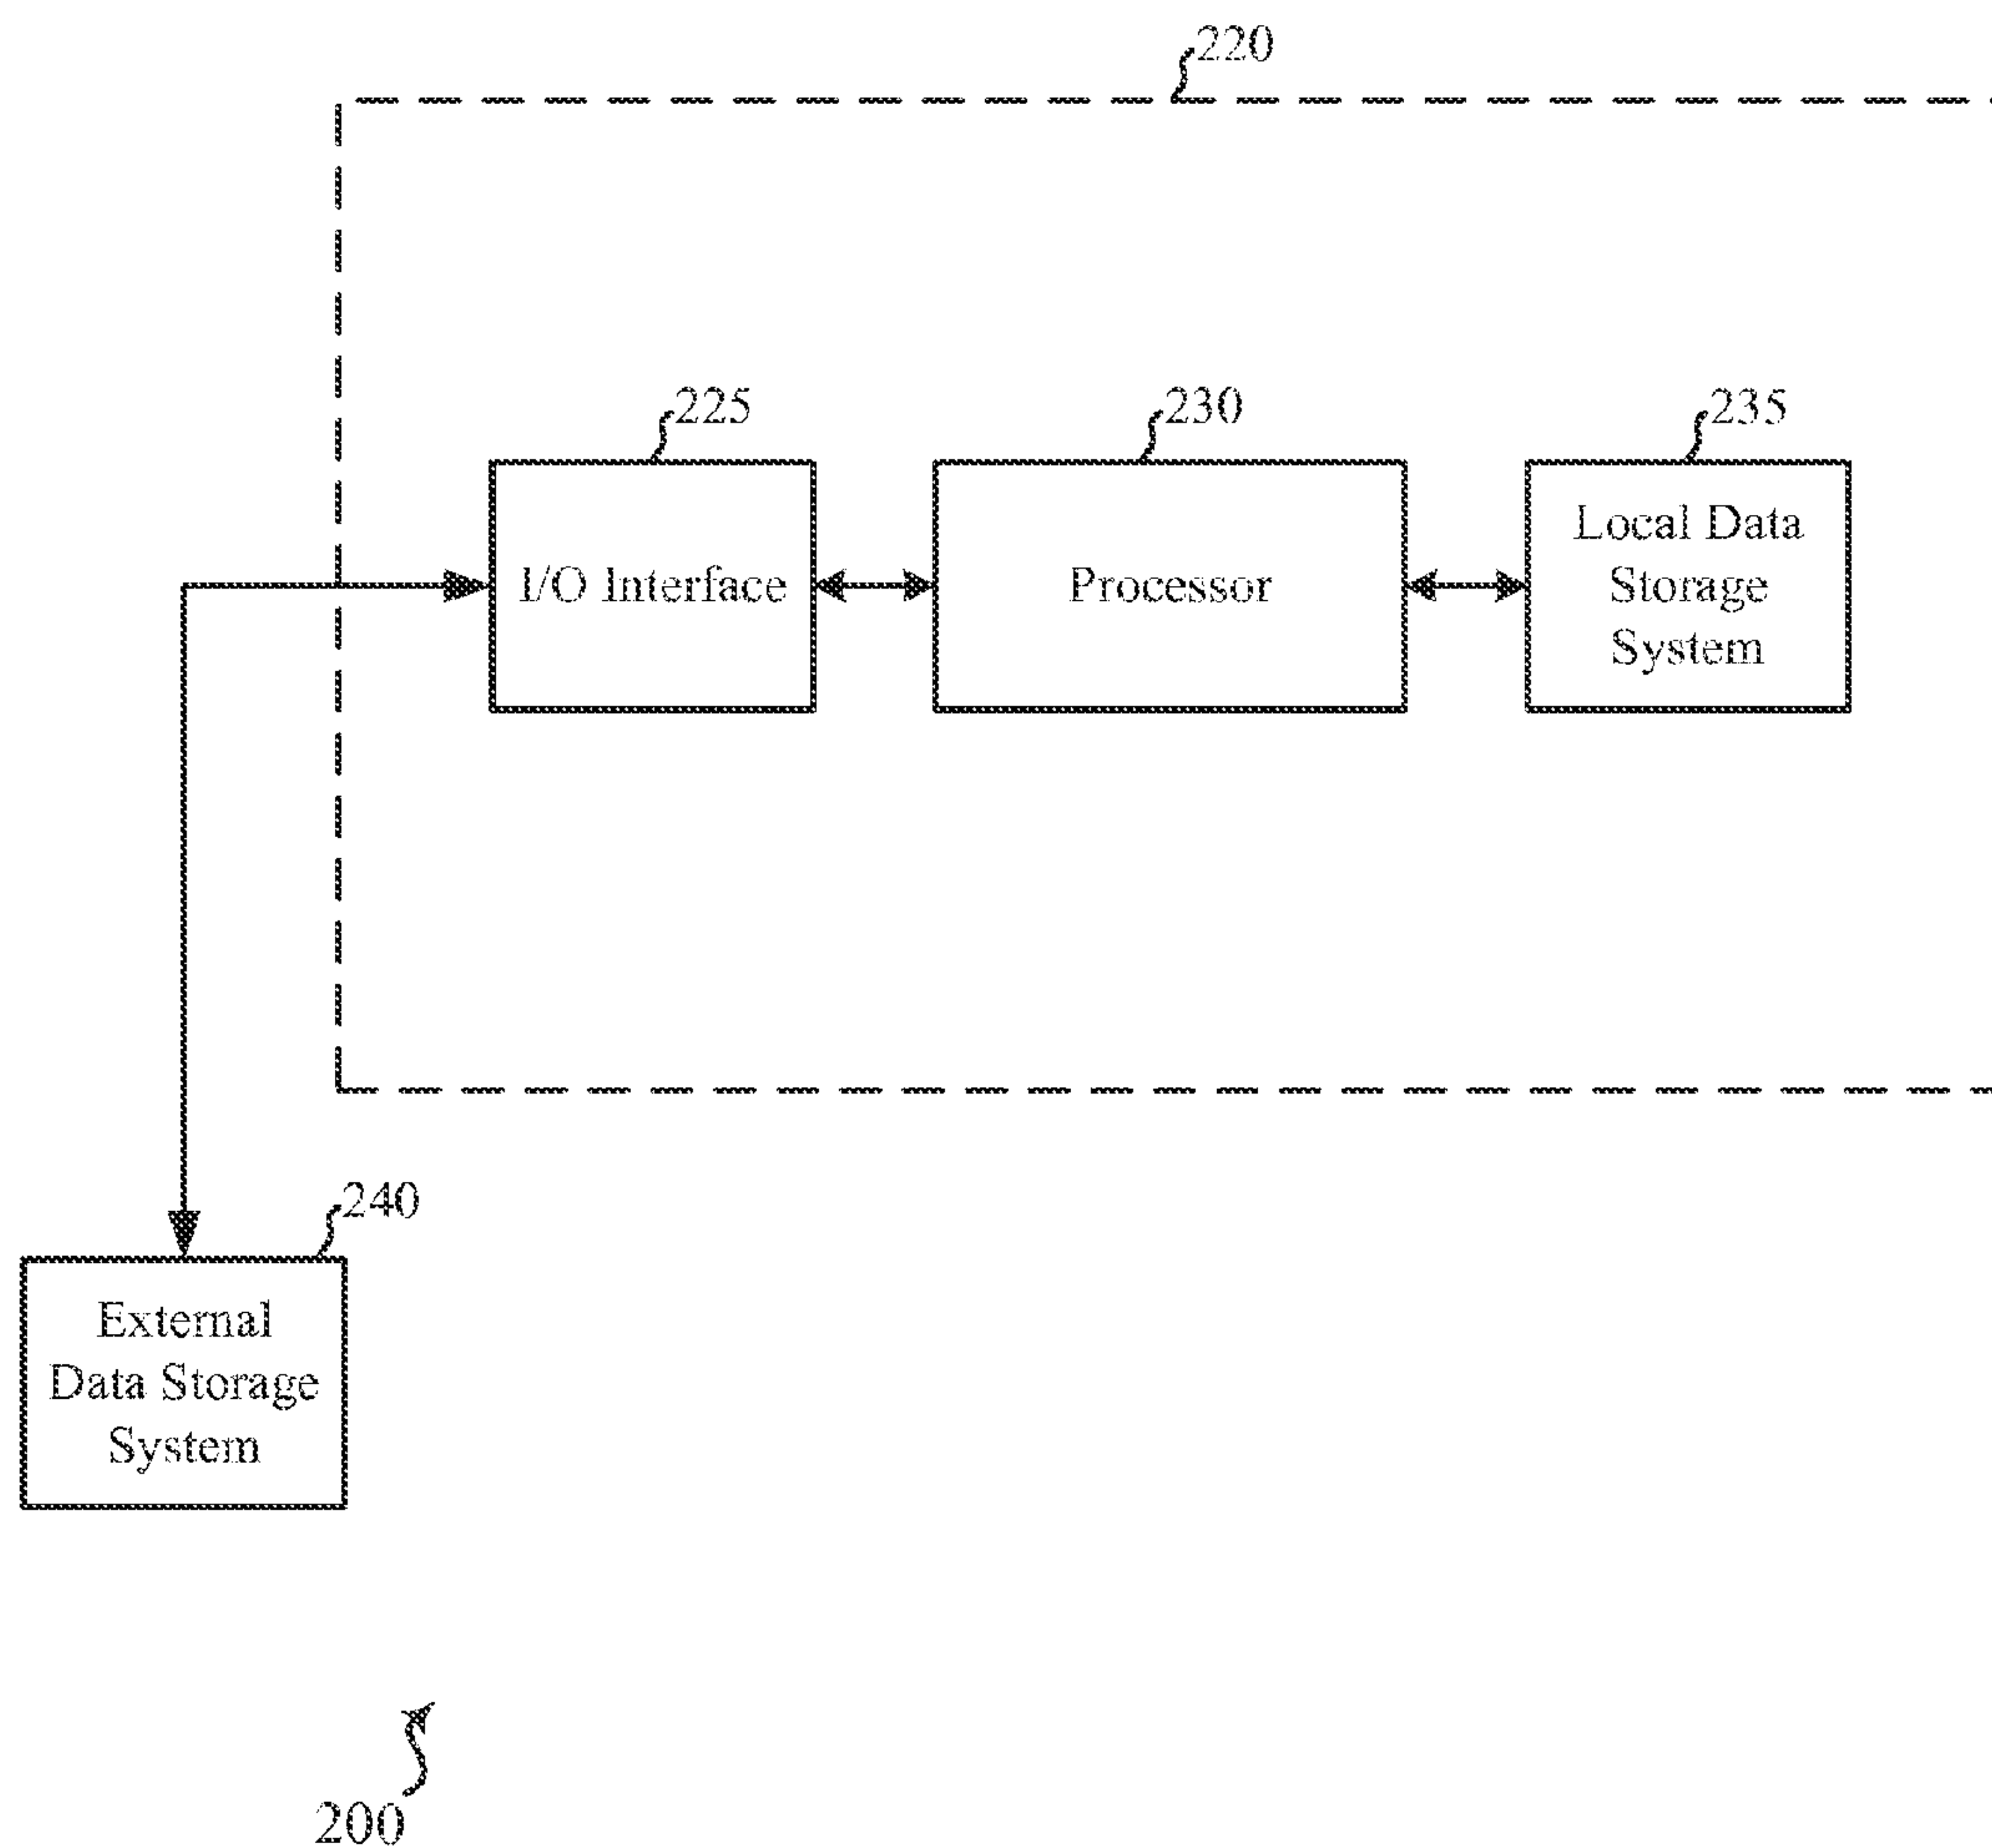 220
225
230
235
I/O Interface
Processor
Local Data
Storage
System
240
External
Data Storage
System
200